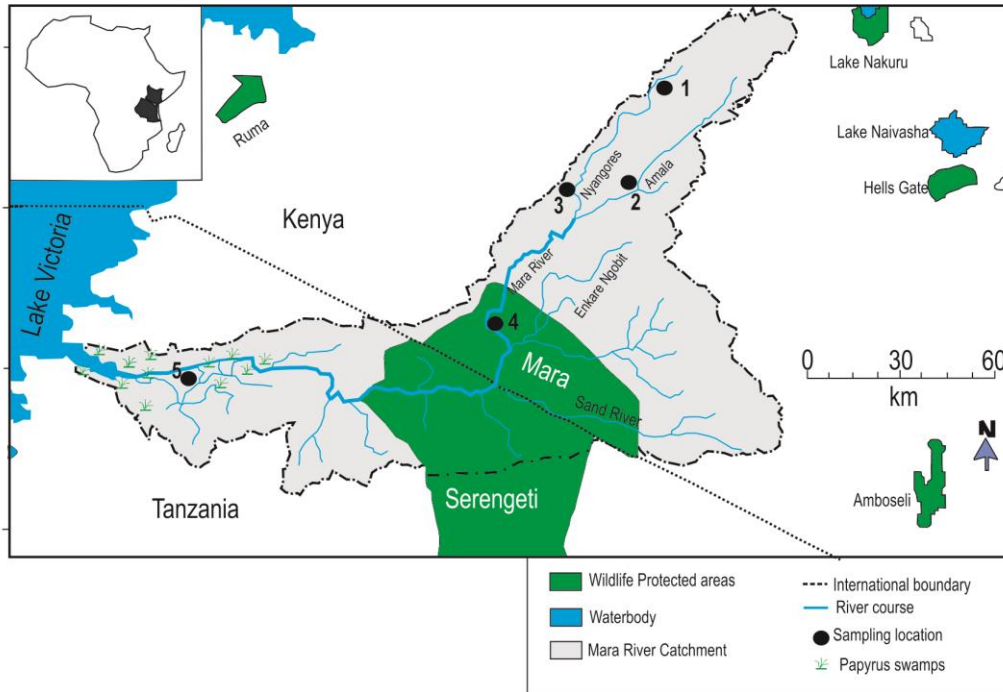 Lake Nakuru
Ruma
1
Lake Naivasha
Nyangores
Amala
3
2
Hells Gate
Kenya
Lake Victoria
Mara River
Enkare Ngobit
4
Mara
0 30 60
km
5
Sand River
N
Amboseli
Tanzania
Serengeti
Wildlife Protected areas
Waterbody
Mara River Catchment
International boundary
River course
Sampling location
Papyrus swamps